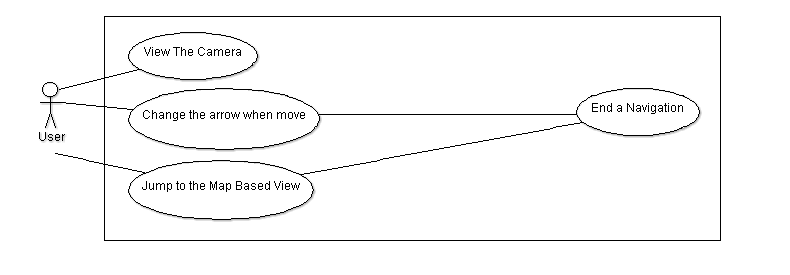 View The Camera
Change the arrow when move
End a Navigation
User
Jump to the Map Based View